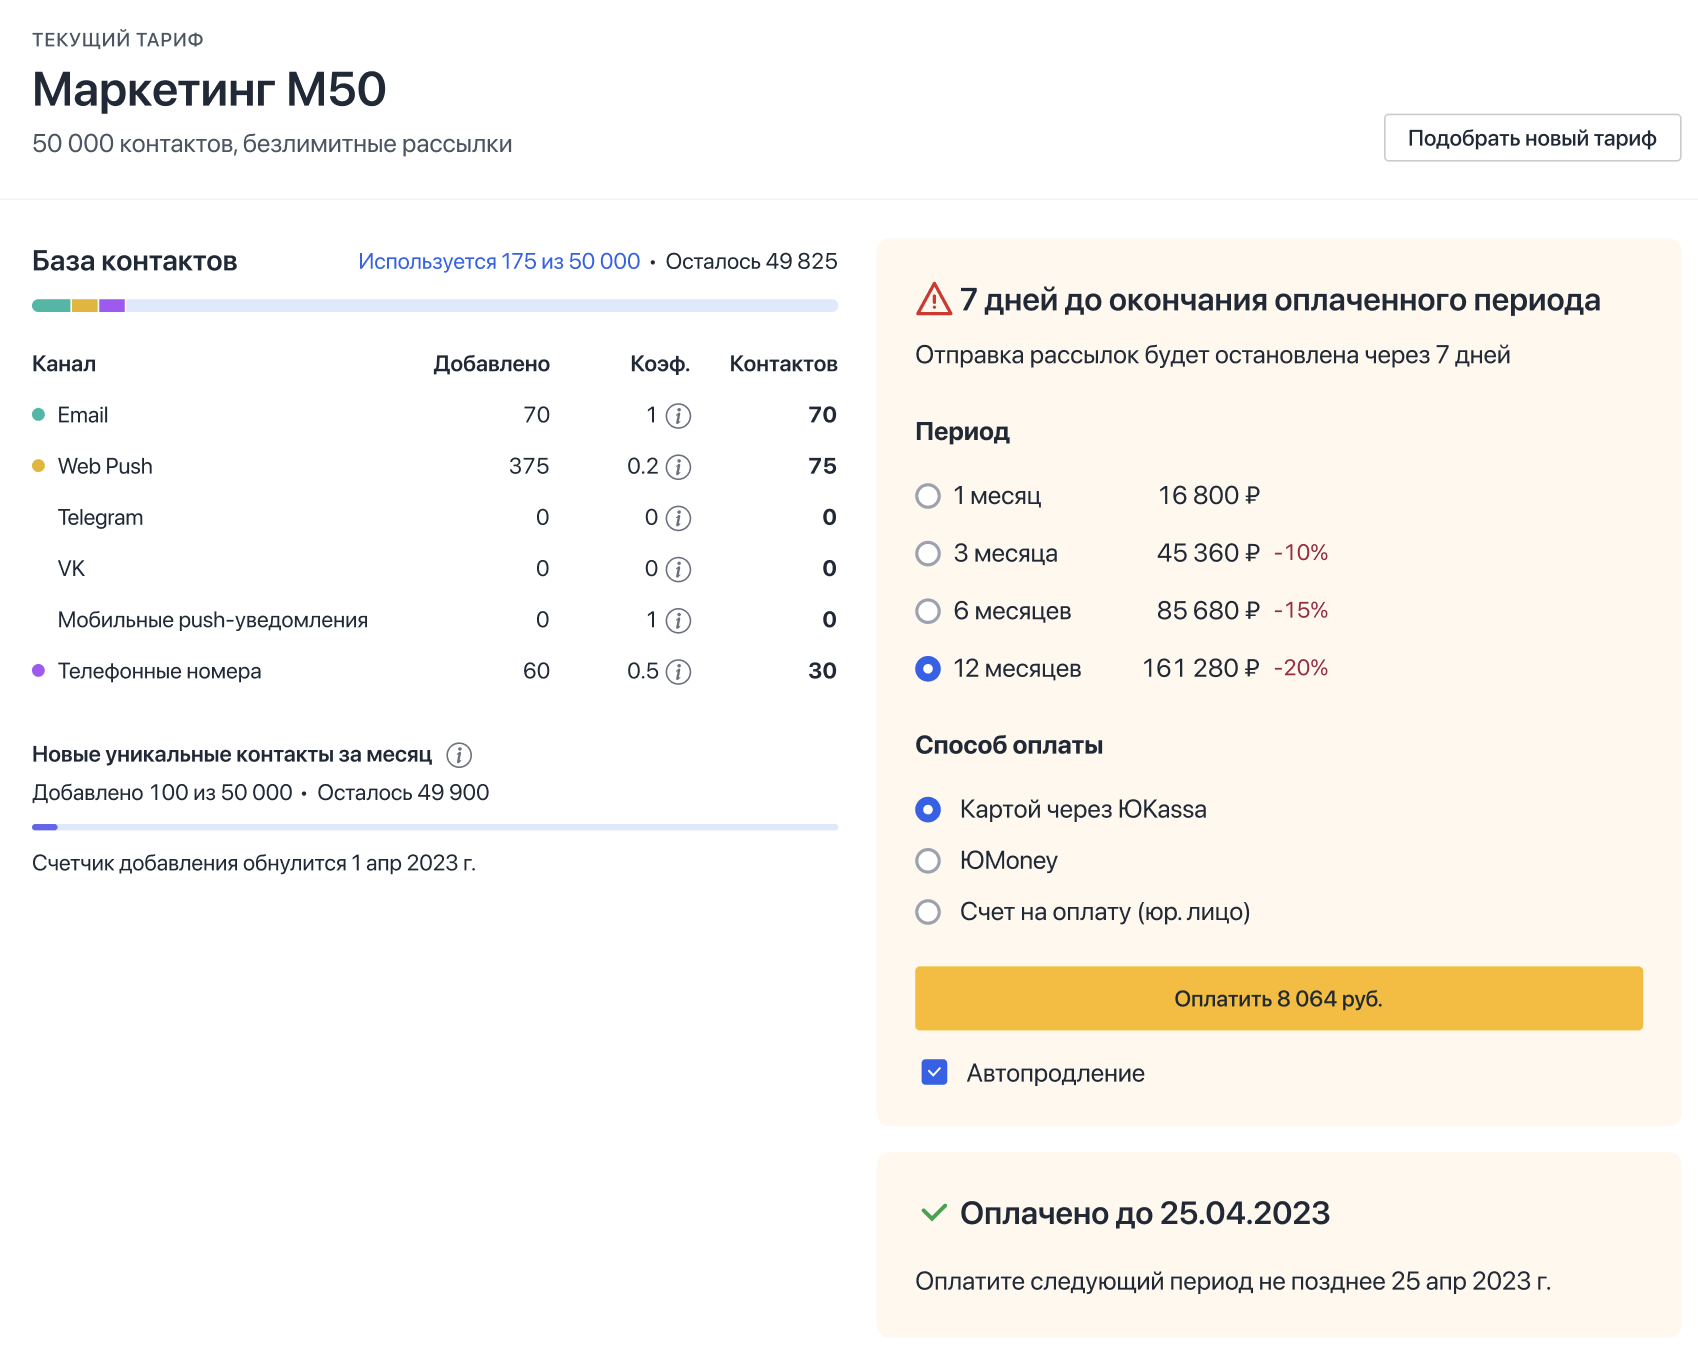 ТЕКУЩИЙ ТАРИФ
Маркетинг М50
50 000 контактов, безлимитные рассылки
Подобрать новый тариф
База контактов
Используется 175 из 50 000 • Осталось 49 825
Канал Добавлено Коэф. Контактов
Email 70 1 70
Web Push 375 0.2 75
Telegram 0 0 0
VK 0 0 0
Мобильные push-уведомления 0 1 0
Телефонные номера 60 0.5 30
Новые уникальные контакты за месяц
Добавлено 100 из 50 000 • Осталось 49 900
Счетчик добавления обнулится 1 апр 2023 г.
7 дней до окончания оплаченного периода
Отправка рассылок будет остановлена через 7 дней
Период
1 месяц 16 800 ₽
3 месяца 45 360 ₽ -10%
6 месяцев 85 680 ₽ -15%
12 месяцев 161 280 ₽ -20%
Способ оплаты
Картой через ЮKassa
ЮMoney
Счет на оплату (юр. лицо)
Оплатить 8 064 руб.
Автопродление
Оплачено до 25.04.2023
Оплатите следующий период не позднее 25 апр 2023 г.